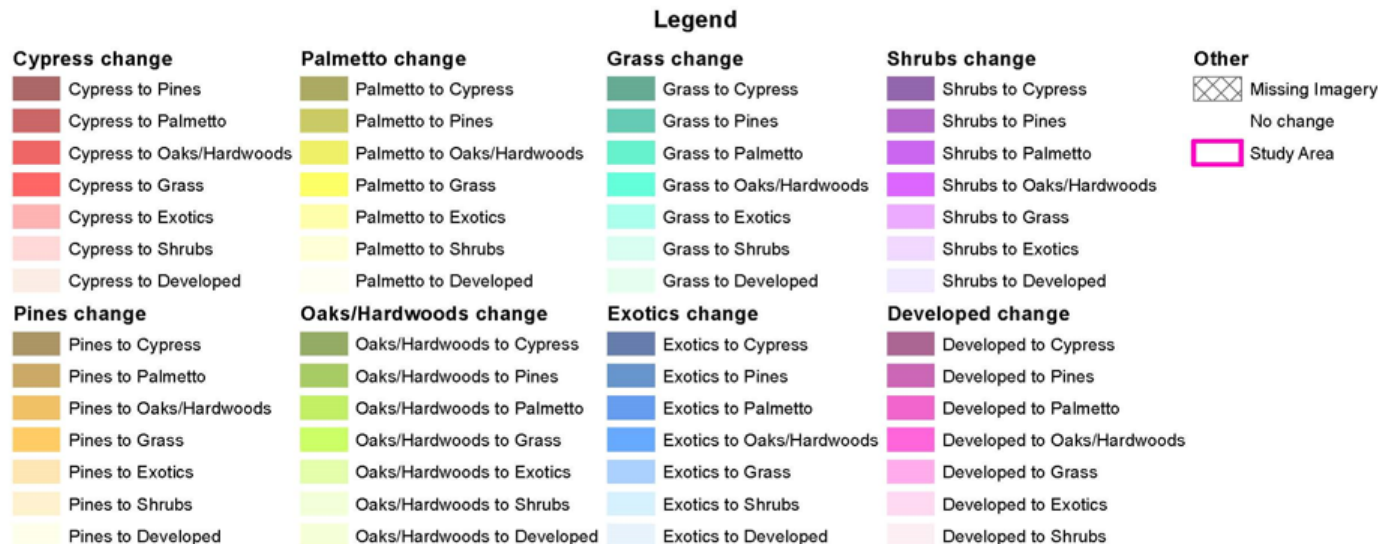 Legend
Cypress change
Cypress to Pines
Cypress to Palmetto
Cypress to Oaks/Hardwoods
Cypress to Grass
Cypress to Exotics
Cypress to Shrubs
Cypress to Developed
Pines change
Pines to Cypress
Pines to Palmetto
Pines to Oaks/Hardwoods
Pines to Grass
Pines to Exotics
Pines to Shrubs
Pines to Developed
Palmetto change
Palmetto to Cypress
Palmetto to Pines
Palmetto to Oaks/Hardwoods
Palmetto to Grass
Palmetto to Exotics
Palmetto to Shrubs
Palmetto to Developed
Oaks/Hardwoods change
Oaks/Hardwoods to Cypress
Oaks/Hardwoods to Pines
Oaks/Hardwoods to Palmetto
Oaks/Hardwoods to Grass
Oaks/Hardwoods to Exotics
Oaks/Hardwoods to Shrubs
Oaks/Hardwoods to Developed
Grass change
Grass to Cypress
Grass to Pines
Grass to Palmetto
Grass to Oaks/Hardwoods
Grass to Exotics
Grass to Shrubs
Grass to Developed
Exotics change
Exotics to Cypress
Exotics to Pines
Exotics to Palmetto
Exotics to Oaks/Hardwoods
Exotics to Grass
Exotics to Shrubs
Exotics to Developed
Shrubs change
Shrubs to Cypress
Shrubs to Pines
Shrubs to Palmetto
Shrubs to Oaks/Hardwoods
Shrubs to Grass
Shrubs to Exotics
Shrubs to Developed
Developed change
Developed to Cypress
Developed to Pines
Developed to Palmetto
Developed to Oaks/Hardwoods
Developed to Grass
Developed to Exotics
Developed to Shrubs
Other
Missing Imagery
No change
Study Area